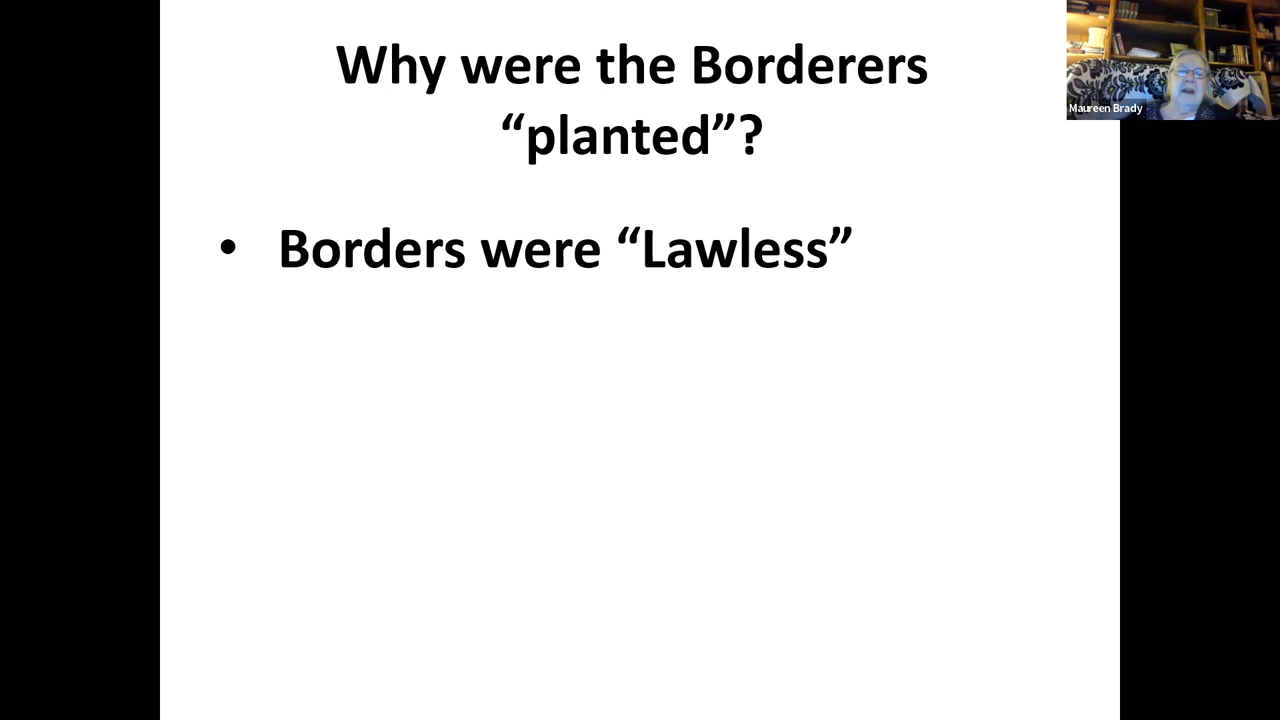 Why were the Borderers
“planted”?
• Borders were “Lawless”
Maureen Brady